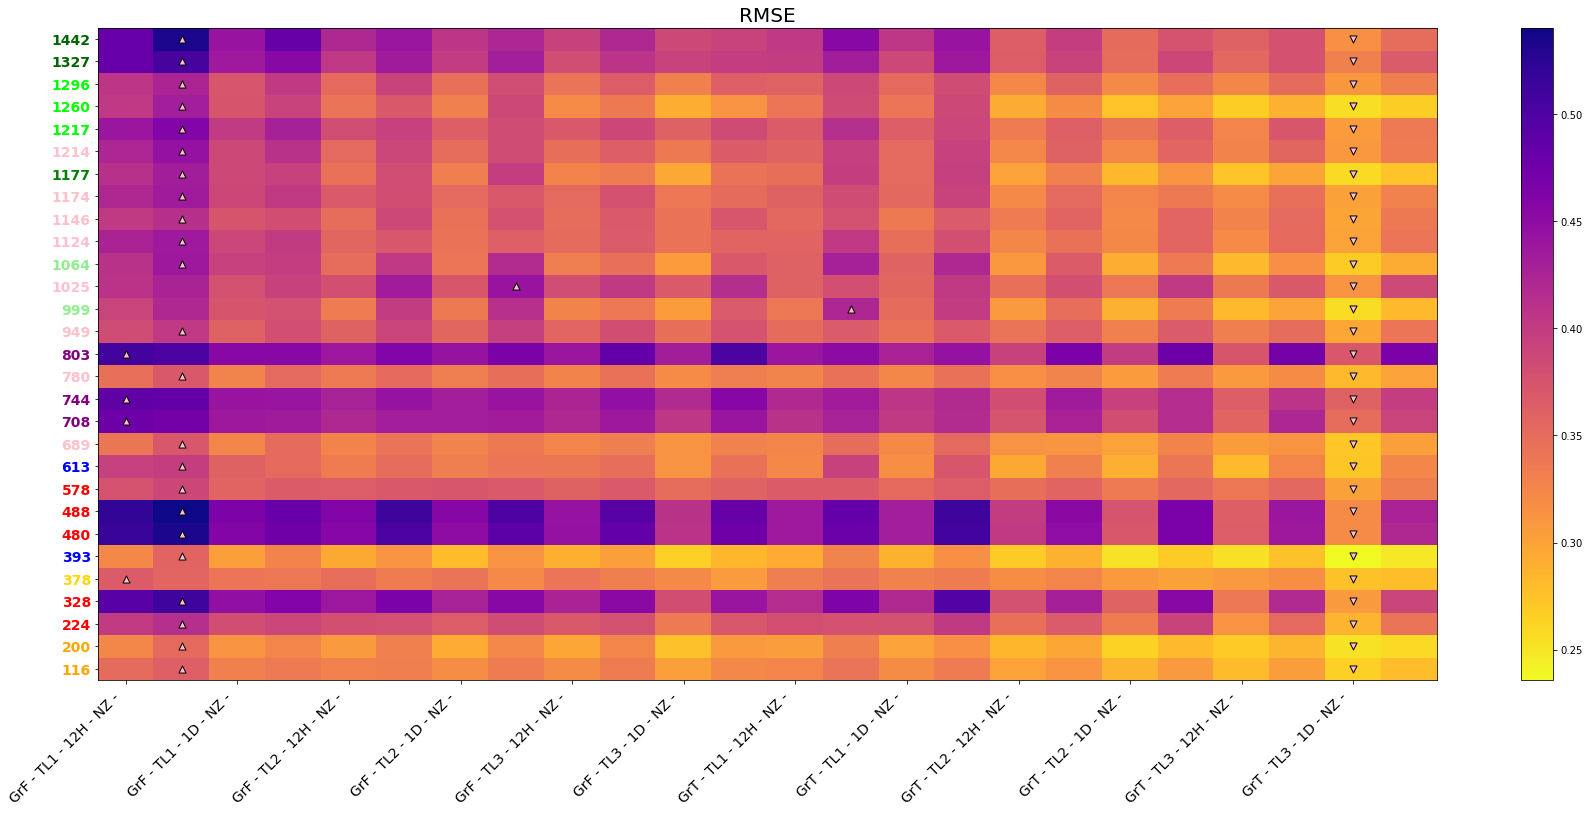 RMSE
1442
1327
1296
1260
1217
1214
1177
1174
1146
1124
1064
1025
999
949
803
780
744
708
689
613
578
488
480
393
378
328
224
200
116
0.50
0.45
0.40
0.35
0.30
0.25
GrF - TL1 - 12H - NZ -
GrF - TL1 - 1D - NZ -
GrF - TL2 - 12H - NZ -
GrF - TL2 - 1D - NZ -
GrF - TL3 - 12H - NZ -
GrF - TL3 - 1D - NZ -
GrT - TL1 - 12H - NZ -
GrT - TL1 - 1D - NZ -
GrT - TL2 - 12H - NZ -
GrT - TL2 - 1D - NZ -
GrT - TL3 - 12H - NZ -
GrT - TL3 - 1D - NZ -